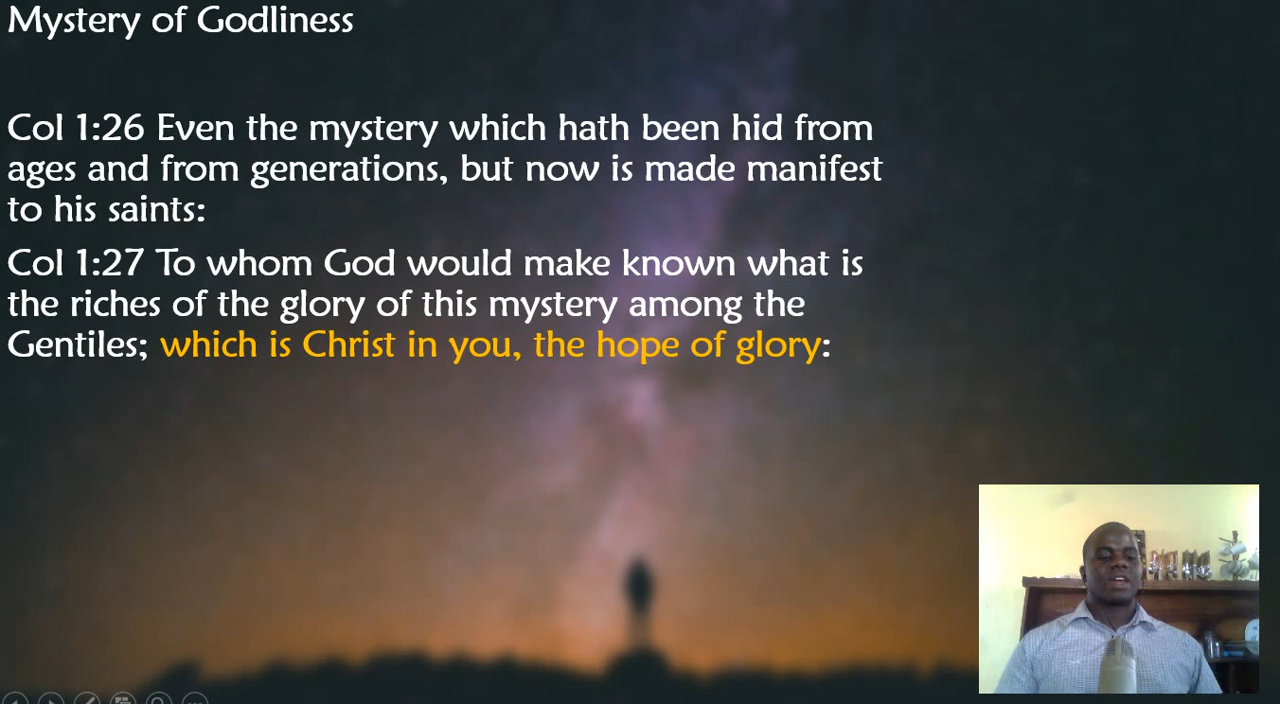 Mystery of Godliness
Col 1:26 Even the mystery which hath been hid from
ages and from generations, but now is made manifest
to his saints:
Col 1:27 To whom God would make known what is
the riches of the glory of this mystery among the
Gentiles; which is Christ in you, the hope of glory: